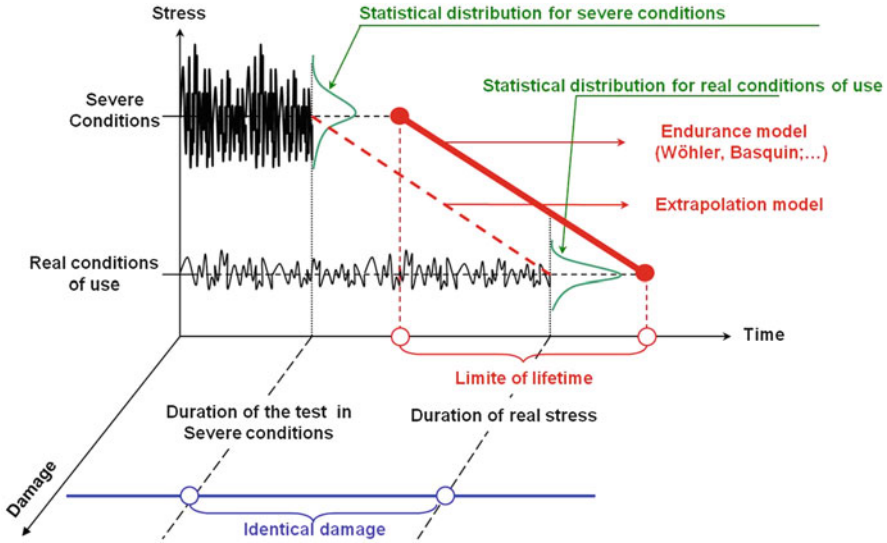 Stress
Statistical distribution for severe conditions
Statistical distribution for real conditions of use
Severe
Conditions
Endurance model
(Wöhler, Basquin;…)
Extrapolation model
Real conditions
of use
Time
Limite of lifetime
Duration of the test in
Severe conditions
Duration of real stress
Damage
Identical damage